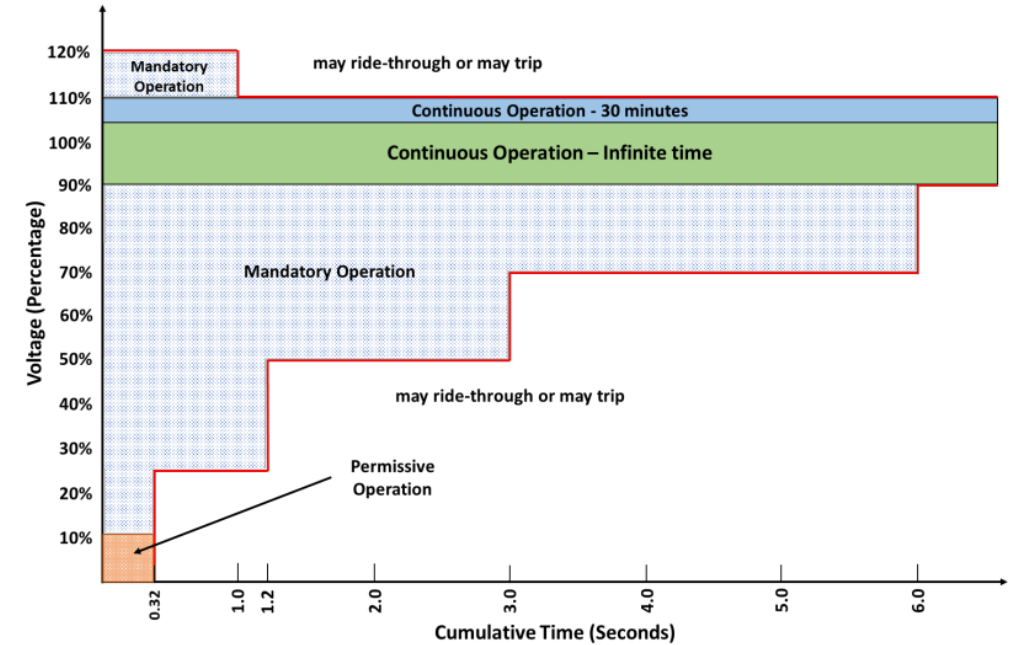 120%
Mandatory
Operation
may ride-through or may trip
110%
Continuous Operation - 30 minutes
100%
Continuous Operation – Infinite time
90%
80%
Mandatory Operation
70%
60%
50%
40%
may ride-through or may trip
30%
Permissive
Operation
20%
10%
Voltage (Percentage)
0.32
1.0
1.2
2.0
3.0
4.0
5.0
6.0
Cumulative Time (Seconds)